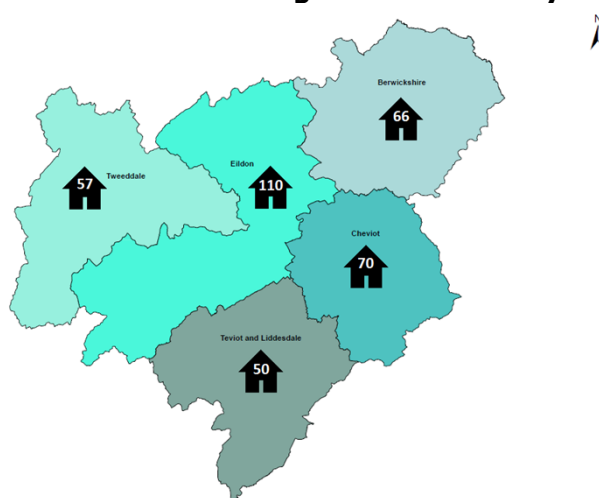 N
Berwickshire
66
Eildon
110
Tweeddale
57
Cheviot
70
Teviot and Liddesdale
50